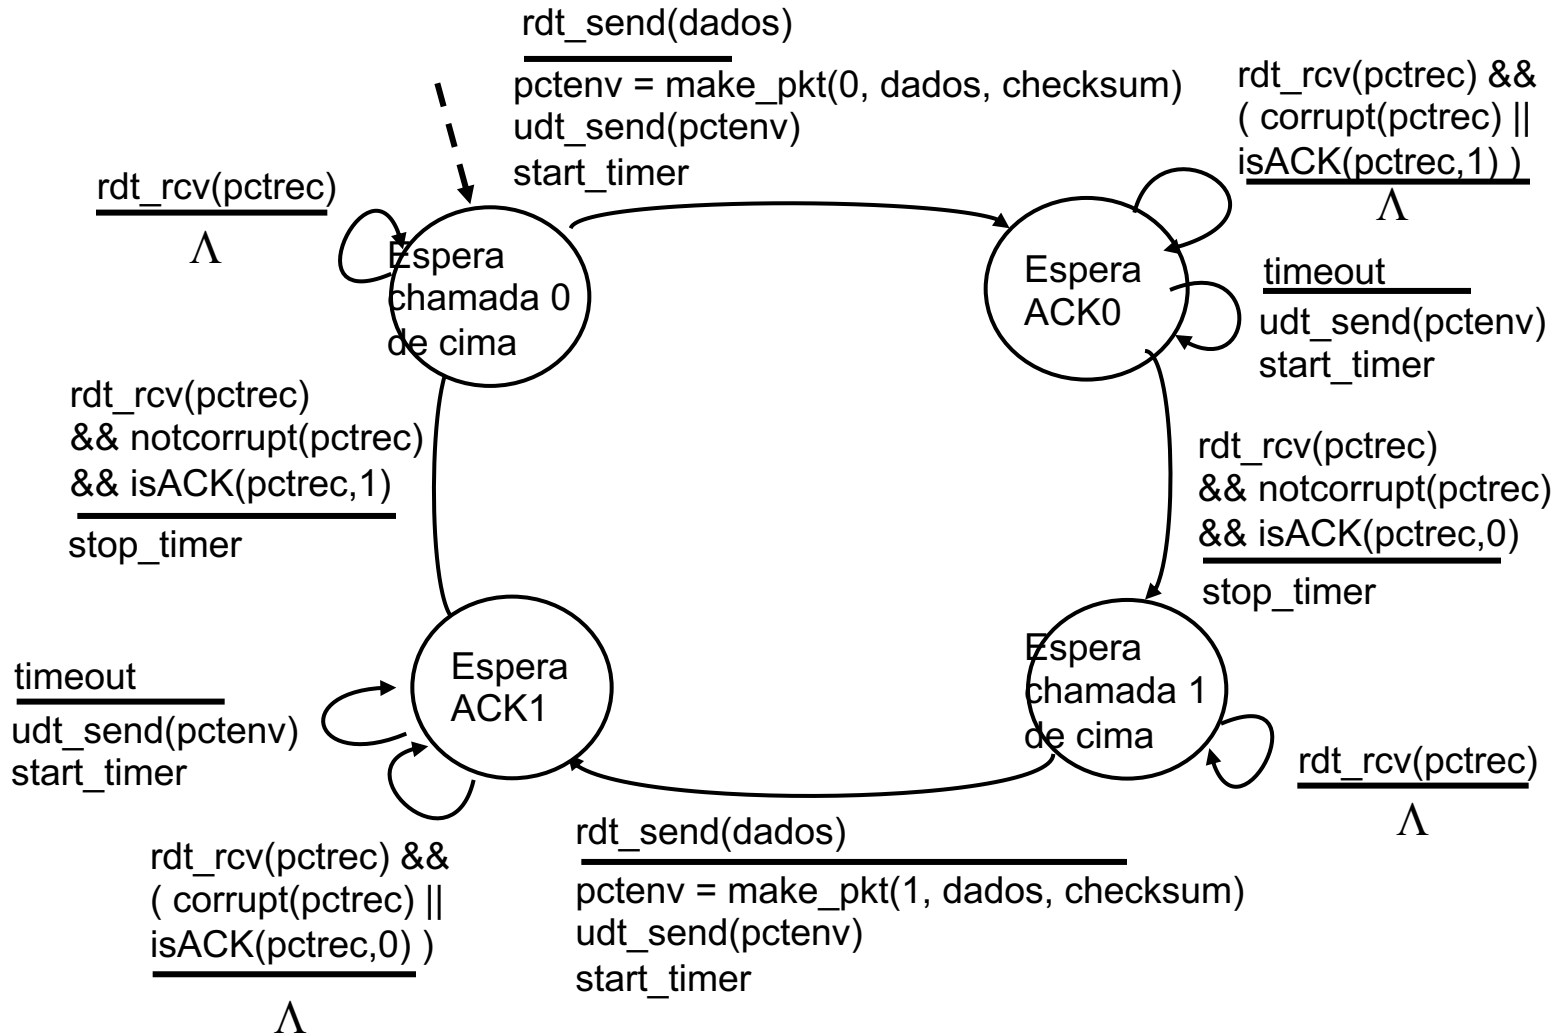 rdt_send(dados)
pctenv = make_pkt(0, dados, checksum)
udt_send(pctenv)
start_timer
rdt_rcv(pctrec) &&
( corrupt(pctrec) ||
isACK(pctrec,1) )
Λ
rdt_rcv(pctrec)
Λ
Espera
chamada 0
de cima
Espera
ACK0
timeout
udt_send(pctenv)
start_timer
rdt_rcv(pctrec)
&& notcorrupt(pctrec)
&& isACK(pctrec,1)
stop_timer
rdt_rcv(pctrec)
&& notcorrupt(pctrec)
&& isACK(pctrec,0)
stop_timer
Espera
ACK1
Espera
chamada 1
de cima
timeout
udt_send(pctenv)
start_timer
rdt_rcv(pctrec)
Λ
rdt_rcv(pctrec) &&
( corrupt(pctrec) ||
isACK(pctrec,0) )
Λ
rdt_send(dados)
pctenv = make_pkt(1, dados, checksum)
udt_send(pctenv)
start_timer